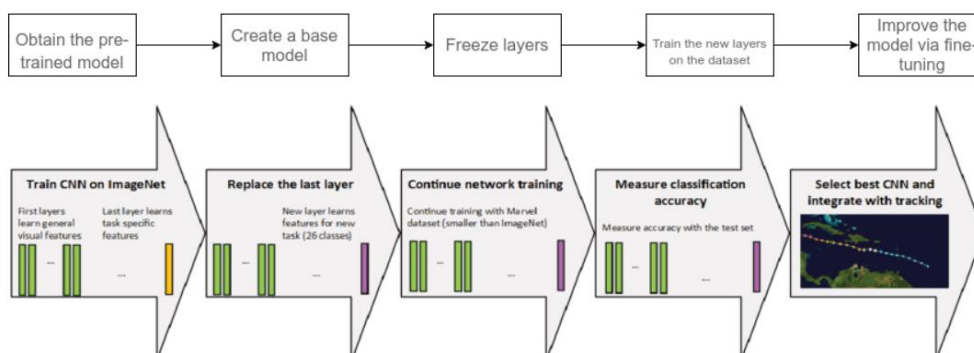 Obtain the pre-
trained model
Create a base
model
Freeze layers
Train the new layers
on the dataset
Improve the
model via fine-
tuning
Train CNN on ImageNet
First layers
learn general
visual features
Last layer learns
task specific
features
...
...
Replace the last layer
New layer learns
features for new
task (26 classes)
...
...
Continue network training
Continue training with Marvel
dataset (smaller than ImageNet)
...
...
Measure classification
accuracy
Measure accuracy with the test set
...
...
Select best CNN and
integrate with tracking